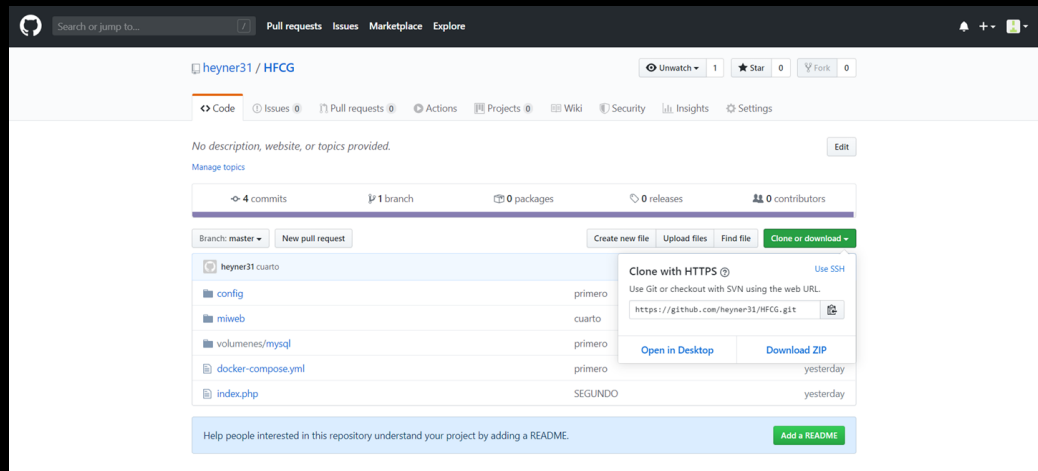 Search or jump to... / Pull requests Issues Marketplace Explore
heyner31 / HFCG Unwatch 1 Star 0 Fork 0
Code Issues 0 Pull requests 0 Actions Projects 0 Wiki Security Insights Settings
No description, website, or topics provided. Edit
Manage topics
4 commits 1 branch 0 packages 0 releases 0 contributors
Branch: master New pull request Create new file Upload files Find file Clone or download
heyner31 cuarto
Clone with HTTPS Use SSH
Use Git or checkout with SVN using the web URL.
https://github.com/heyner31/HFCG.git
Open in Desktop Download ZIP
config primero
miweb cuarto
volumenes/mysql primero
docker-compose.yml primero yesterday
index.php SEGUNDO yesterday
Help people interested in this repository understand your project by adding a README. Add a README